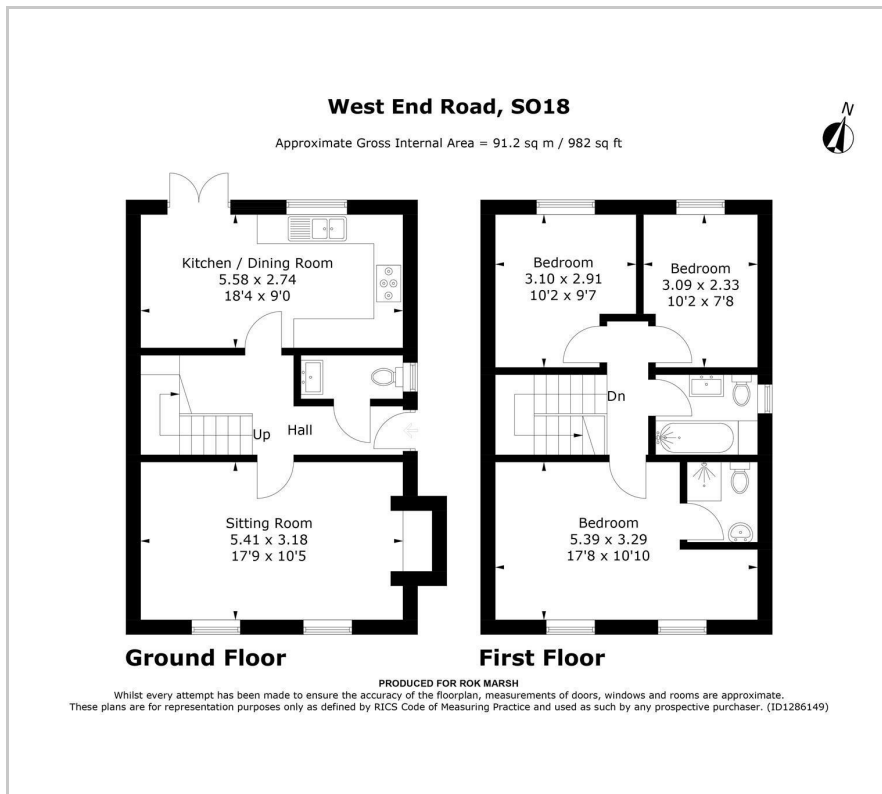 West End Road, SO18
Approximate Gross Internal Area = 91.2 sq m / 982 sq ft
N
Kitchen / Dining Room
5.58 x 2.74
18'4 x 9'0
Up
Hall
Sitting Room
5.41 x 3.18
17'9 x 10'5
Ground Floor
Bedroom
3.10 x 2.91
10'2 x 9'7
Bedroom
3.09 x 2.33
10'2 x 7'8
Dn
Bedroom
5.39 x 3.29
17'8 x 10'10
First Floor
PRODUCED FOR ROK MARSH
Whilst every attempt has been made to ensure the accuracy of the floorplan, measurements of doors, windows and rooms are approximate.
These plans are for representation purposes only as defined by RICS Code of Measuring Practice and used as such by any prospective purchaser. (ID1286149)